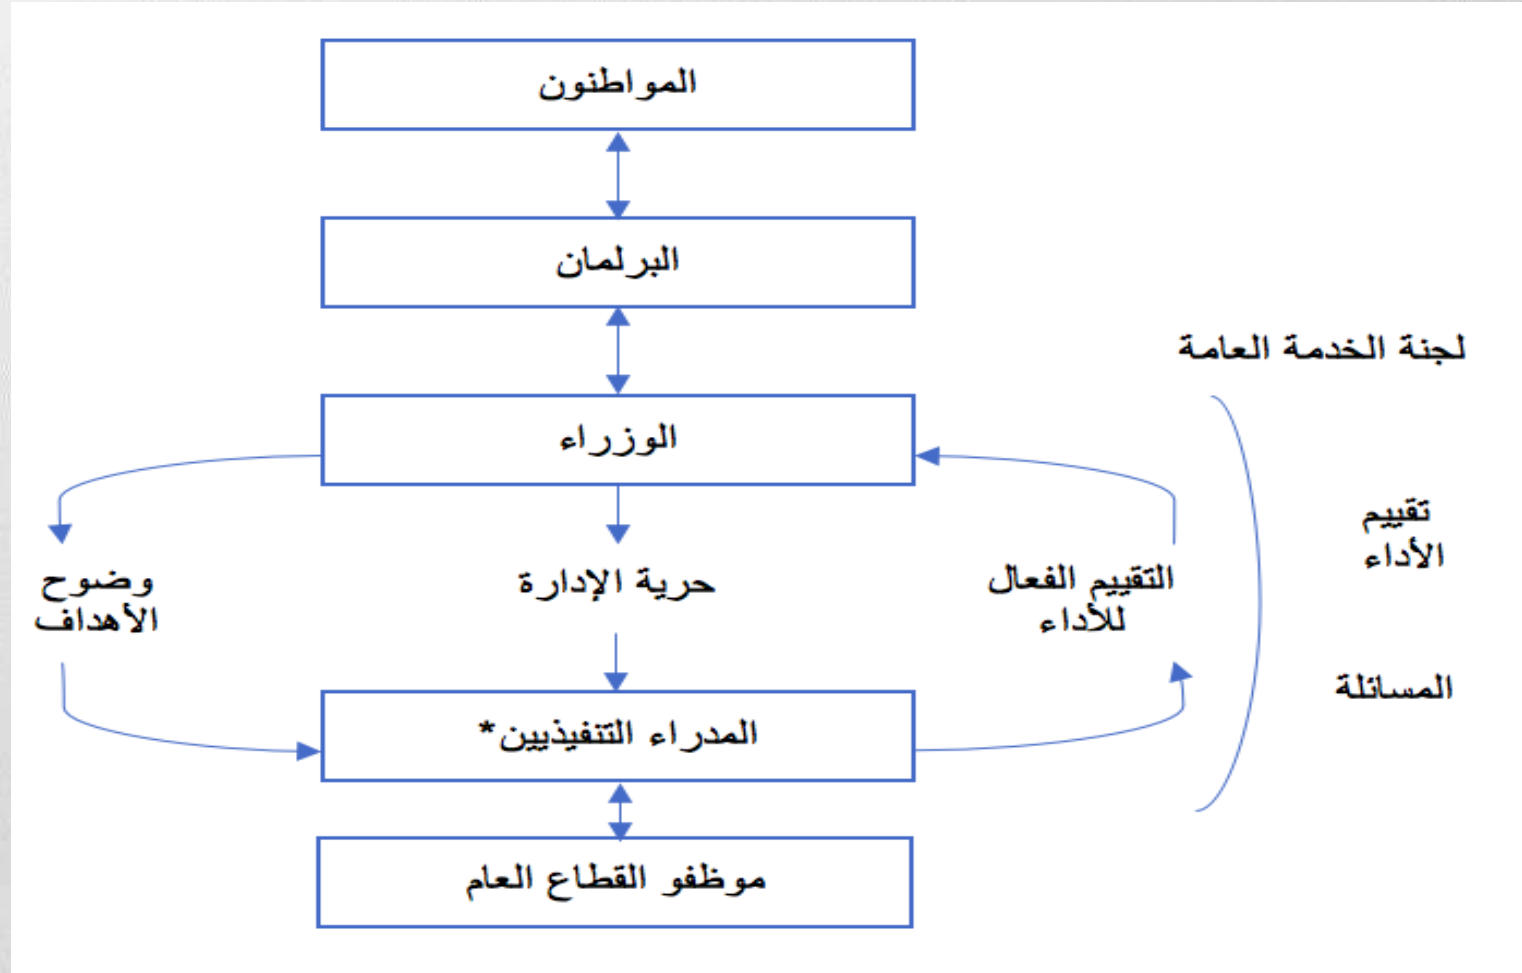 المواطنون
البرلمان
لجنة الخدمة العامة
الوزراء
تقييم
الأداء
وضوح
الأهداف
حرية الإدارة
التقييم الفعال
للأداء
المسائلة
المدراء التنفيذيين*
موظفو القطاع العام